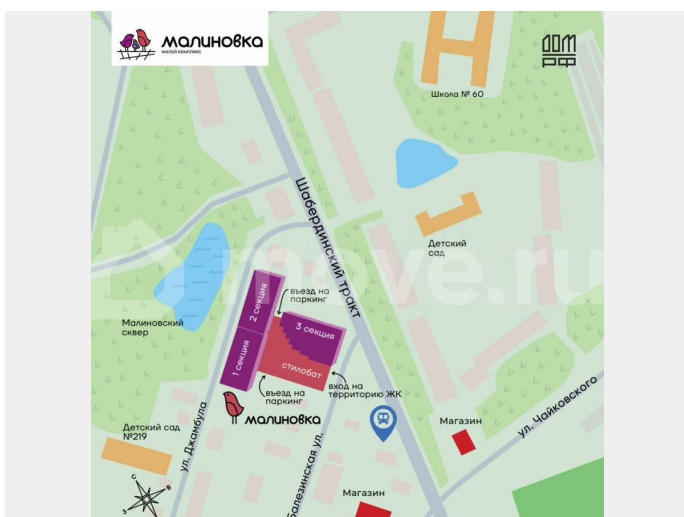 малиновка
жилой комплекс
ДОМ
РФ
Школа № 60
Шабердинский тракт
Детский
сад
move.ru
въезд на
паркинг
2 секция
3 секция
Малиновский
сквер
1 секция
стилобат
въезд на
паркинг
вход на
территорию ЖК
малиновка
Детский сад
№219
ул. Джамбула
Балезинская ул.
Магазин
ул. Чайковского
Магазин
С
В
З